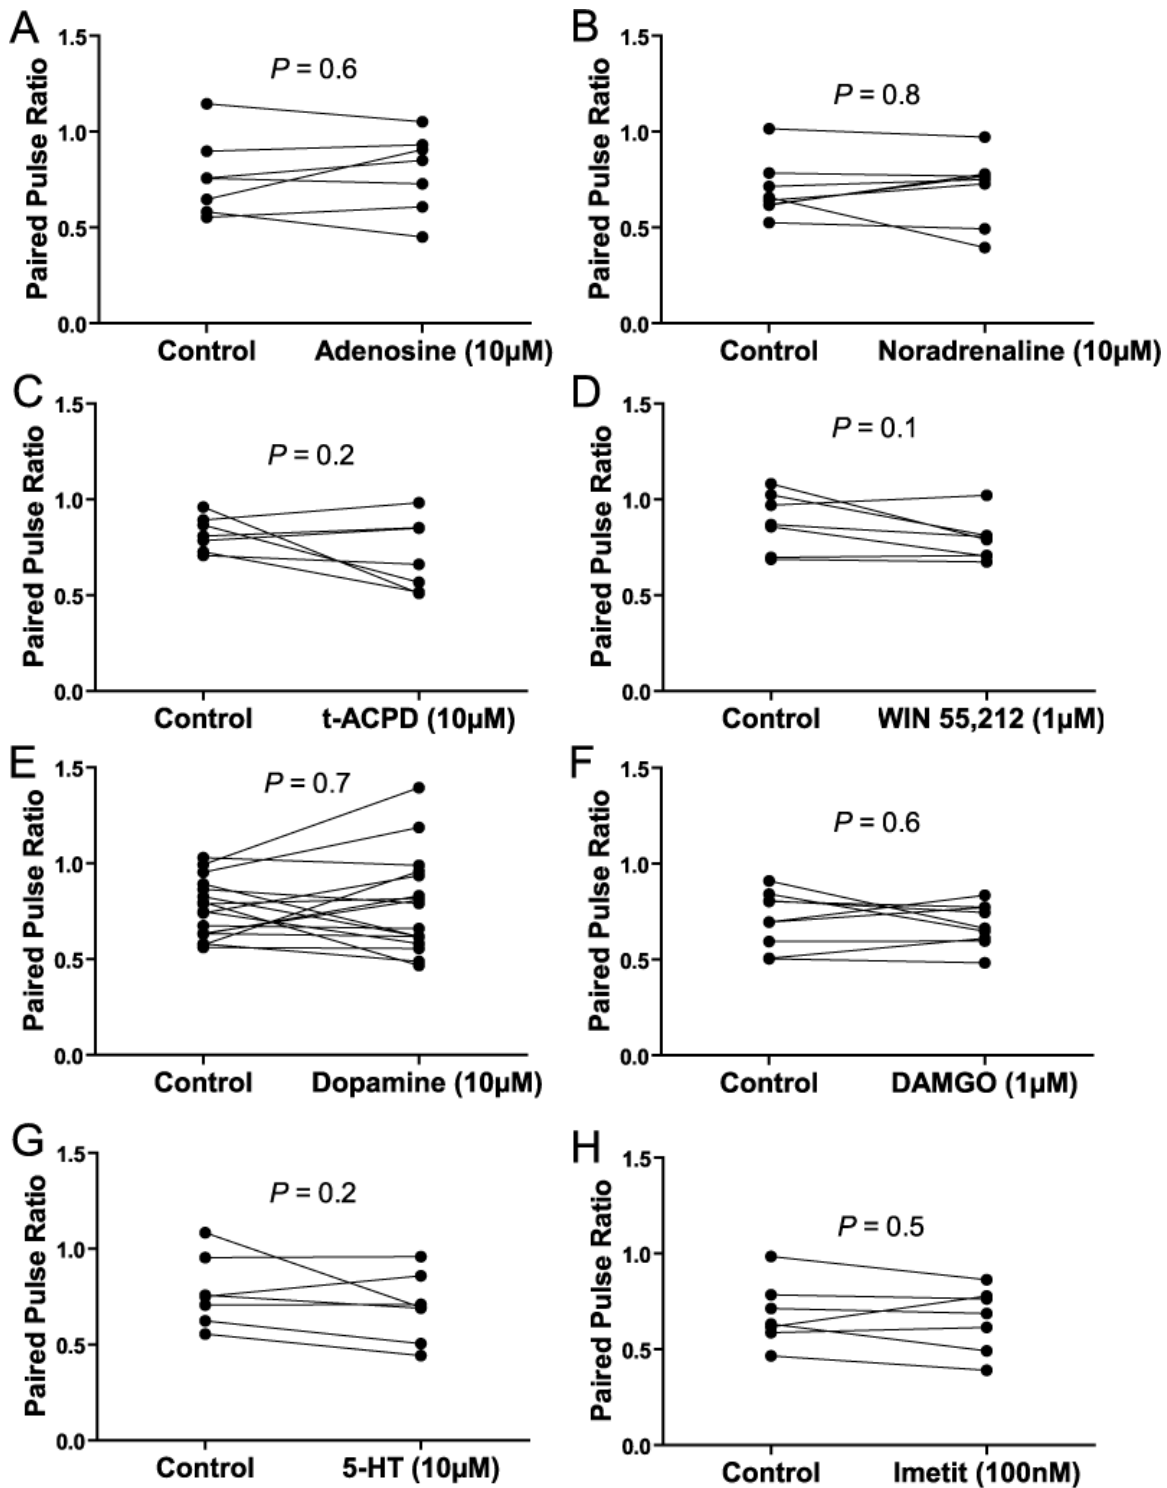 A
1.5
1.0
0.5
0.0
Paired Pulse Ratio
P = 0.6
Control
Adenosine (10µM)
B
1.5
1.0
0.5
0.0
Paired Pulse Ratio
P = 0.8
Control
Noradrenaline (10µM)
C
1.5
1.0
0.5
0.0
Paired Pulse Ratio
P = 0.2
Control
t-ACPD (10µM)
D
1.5
1.0
0.5
0.0
Paired Pulse Ratio
P = 0.1
Control
WIN 55,212 (1µM)
E
1.5
1.0
0.5
0.0
Paired Pulse Ratio
P = 0.7
Control
Dopamine (10µM)
F
1.5
1.0
0.5
0.0
Paired Pulse Ratio
P = 0.6
Control
DAMGO (1µM)
G
1.5
1.0
0.5
0.0
Paired Pulse Ratio
P = 0.2
Control
5-HT (10µM)
H
1.5
1.0
0.5
0.0
Paired Pulse Ratio
P = 0.5
Control
Imetit (100nM)